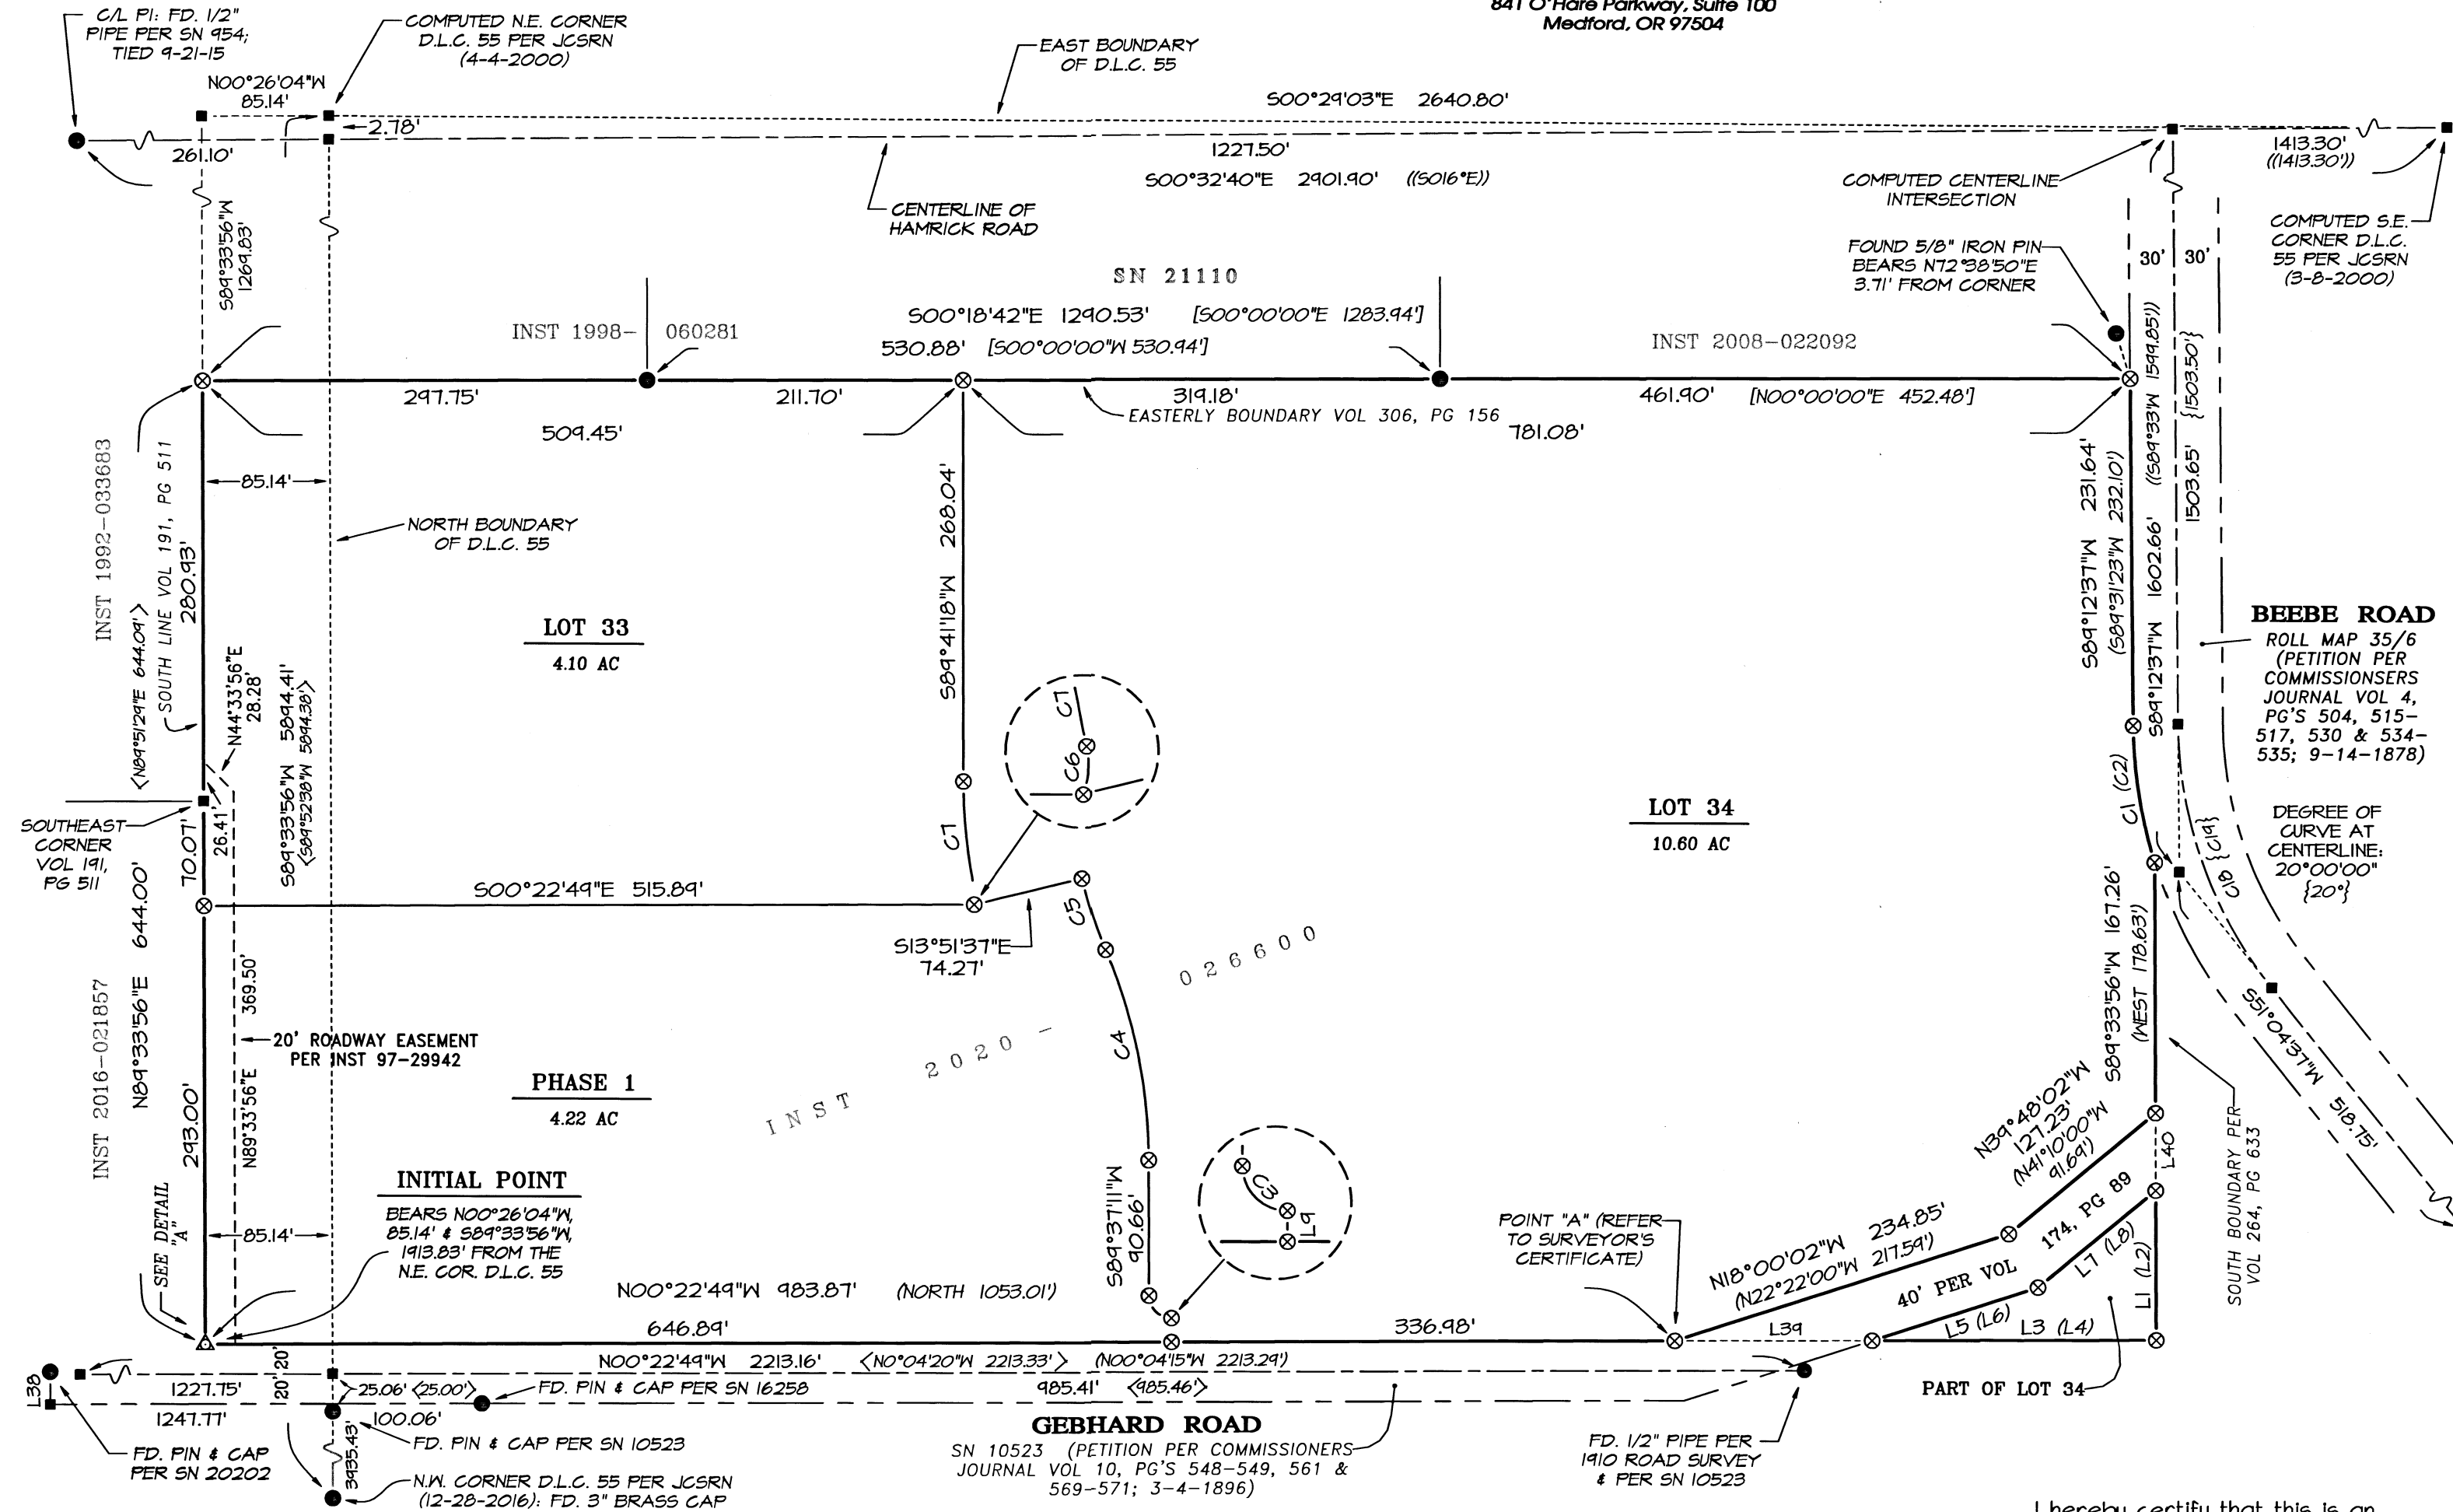 841 O'Hare Parkway, Suite 100
Medford, OR 97504
C/L PI: FD. 1/2"
PIPE PER SN 954;
TIED 9-21-15
COMPUTED N.E. CORNER
D.L.C. 55 PER JCSRN
(4-4-2000)
N00°26'04"W
85.14'
EAST BOUNDARY
OF D.L.C. 55
S00°29'03"E 2640.80'
2.78'
261.10'
1227.50'
S00°32'40"E 2901.90' ((S016°E))
1413.30'
((1413.30'))
CENTERLINE OF
HAMRICK ROAD
COMPUTED CENTERLINE
INTERSECTION
COMPUTED S.E.
CORNER D.L.C.
55 PER JCSRN
(3-8-2000)
S89°33'56"W
1269.83'
FOUND 5/8" IRON PIN
BEARS N72°38'50"E
3.71' FROM CORNER
30'
30'
SN 21110
S00°18'42"E 1290.53' [S00°00'00"E 1283.94']
INST 1998-
060281
530.88' [S00°00'00"W 530.94']
INST 2008-022092
297.75'
211.70'
319.18'
461.90' [N00°00'00"E 452.48']
EASTERLY BOUNDARY VOL 306, PG 156
509.45'
781.08'
85.14'
INST 1992-033683
SOUTH LINE VOL 191, PG 511
280.93'
<N89°51'29"E 644.09'>
NORTH BOUNDARY
OF D.L.C. 55
S89°41'18"W 268.04'
S89°12'37"W 231.64'
(S89°31'23"W 232.10')
S89°12'37"W 1602.66' ((S89°33'W 1599.85'))
1503.65' {1503.50'}
LOT 33
4.10 AC
N44°33'56"E
28.28'
S89°33'56"W 5894.41'
<S89°52'38"W 5894.38'>
BEEBE ROAD
ROLL MAP 35/6
(PETITION PER
COMMISSIONSERS
JOURNAL VOL 4,
PG'S 504, 515-
517, 530 & 534-
535; 9-14-1878)
C7
C6
C7
LOT 34
10.60 AC
C1 (C2)
C18 {C19}
DEGREE OF
CURVE AT
CENTERLINE:
20°00'00"
{20°}
SOUTHEAST
CORNER
VOL 191,
PG 511
70.07'
26.41'
N89°33'56"E 644.00'
S00°22'49"E 515.89'
C5
S13°51'37"E
74.27'
S89°33'56"W 167.26'
(WEST 178.63')
S51°04'37"W 518.75'
INST 2020-026600
C4
INST 2016-021857
293.00'
N89°33'56"E 369.50'
20' ROADWAY EASEMENT
PER INST 97-29942
PHASE 1
4.22 AC
INITIAL POINT
BEARS N00°26'04"W,
85.14' & S89°33'56"W,
1913.83' FROM THE
N.E. COR. D.L.C. 55
SEE DETAIL
"A"
85.14'
S89°37'11"W
90.66'
C3
L9
POINT "A" (REFER
TO SURVEYOR'S
CERTIFICATE)
N39°48'02"W
127.23'
(N41°10'00"W
91.69')
L40
SOUTH BOUNDARY PER
VOL 264, PG 633
N18°00'02"W 234.85'
(N22°22'00"W 217.59')
40' PER VOL 174, PG 89
L7 (L8)
L1 (L2)
L5 (L6)
L3 (L4)
N00°22'49"W 983.87' (NORTH 1053.01')
646.89'
336.98'
L39
N00°22'49"W 2213.16' <N0°04'20"W 2213.33'> (N00°04'15"W 2213.29')
20'
20'
L38
1227.75'
1247.77'
25.06' <25.00'>
FD. PIN & CAP PER SN 16258
985.41' <985.46'>
100.06'
PART OF LOT 34
FD. PIN & CAP
PER SN 20202
3935.43'
FD. PIN & CAP PER SN 10523
GEBHARD ROAD
SN 10523 (PETITION PER COMMISSIONERS
JOURNAL VOL 10, PG'S 548-549, 561 &
569-571; 3-4-1896)
FD. 1/2" PIPE PER
1910 ROAD SURVEY
& PER SN 10523
N.W. CORNER D.L.C. 55 PER JCSRN
(12-28-2016): FD. 3" BRASS CAP
I hereby certify that this is an